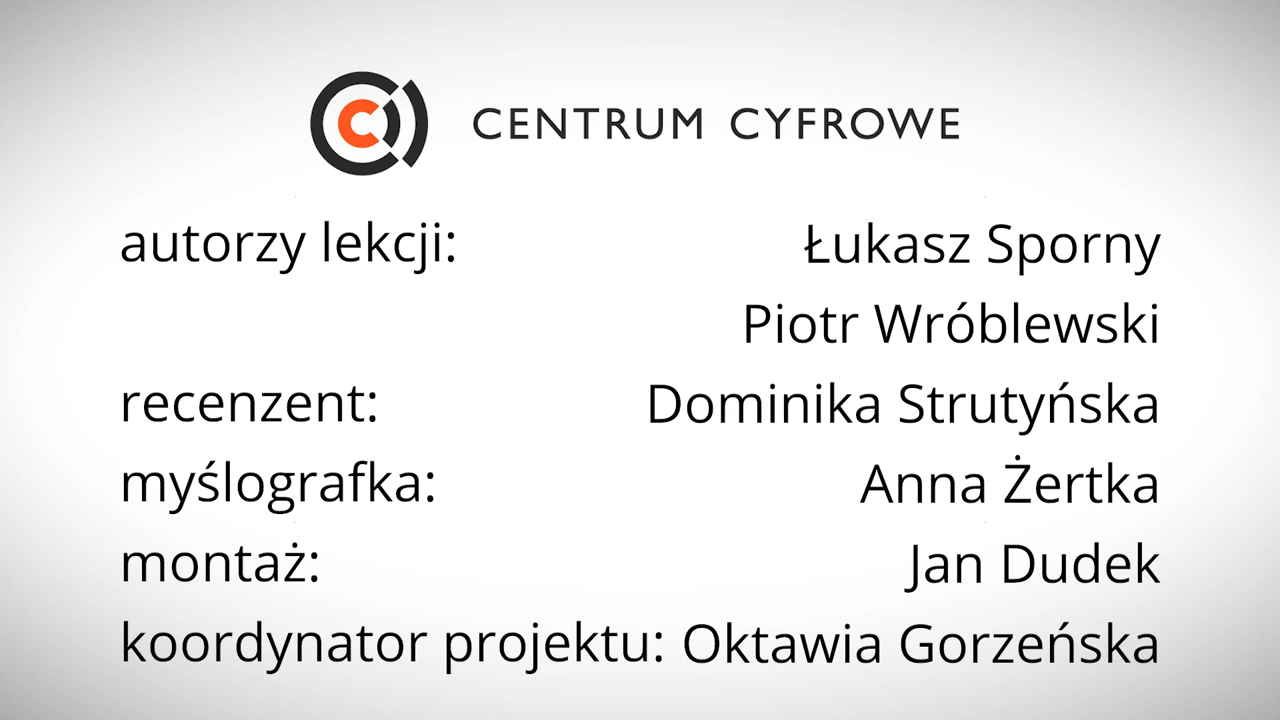 CENTRUM CYFROWE
autorzy lekcji: Łukasz Sporny
Piotr Wróblewski
recenzent: Dominika Strutyńska
myślografka: Anna Żertka
montaż: Jan Dudek
koordynator projektu: Oktawia Gorzeńska